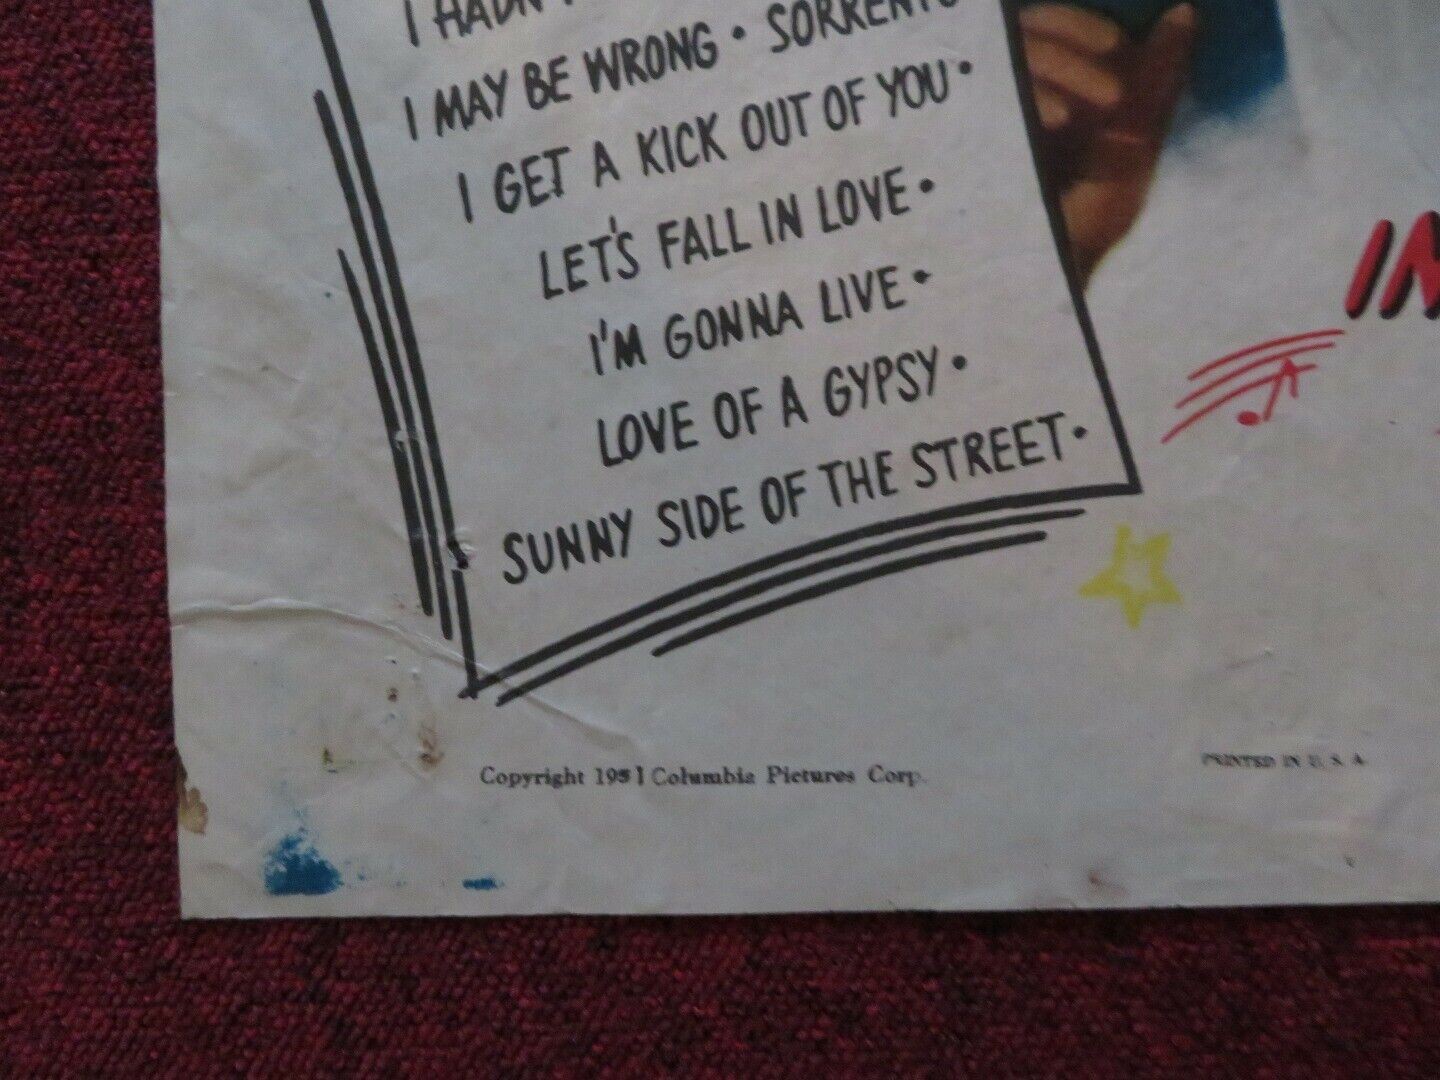 I
I MAY BE WRONG • SORRENTO
I GET A KICK OUT OF YOU •
LET'S FALL IN LOVE •
I'M GONNA LIVE •
LOVE OF A GYPSY •
SUNNY SIDE OF THE STREET •
IN
Copyright 1951 Columbia Pictures Corp.
PRINTED IN U. S. A.